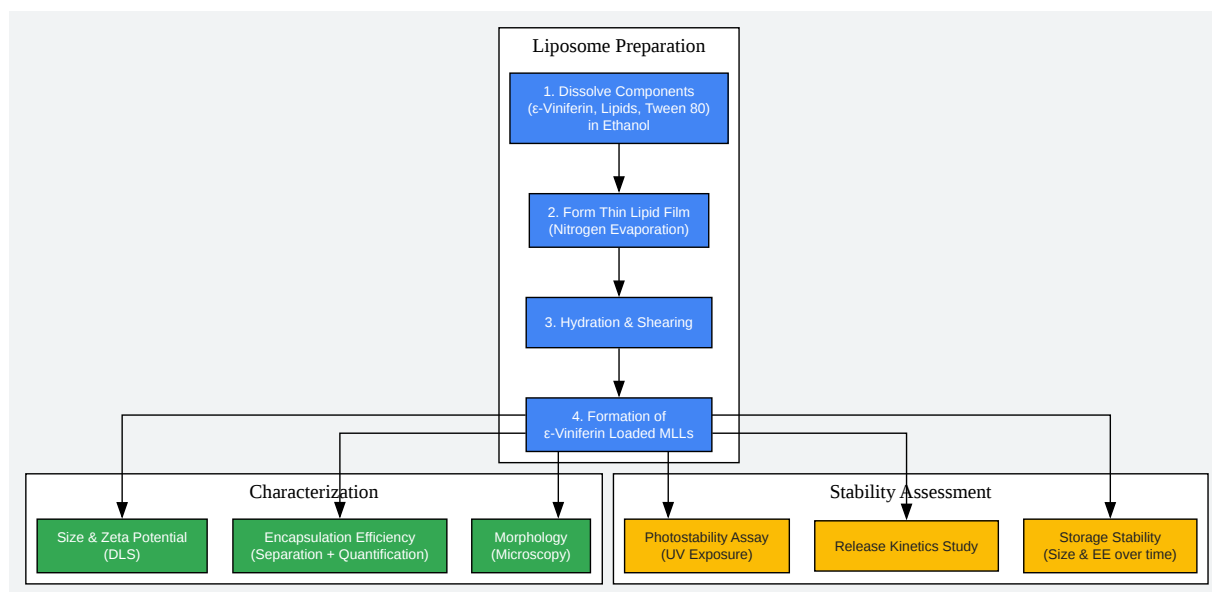 Liposome Preparation
1. Dissolve Components
(ε-Viniferin, Lipids, Tween 80)
in Ethanol
2. Form Thin Lipid Film
(Nitrogen Evaporation)
3. Hydration & Shearing
4. Formation of
ε-Viniferin Loaded MLLs
Characterization
Size & Zeta Potential
(DLS)
Encapsulation Efficiency
(Separation + Quantification)
Morphology
(Microscopy)
Stability Assessment
Photostability Assay
(UV Exposure)
Release Kinetics Study
Storage Stability
(Size & EE over time)